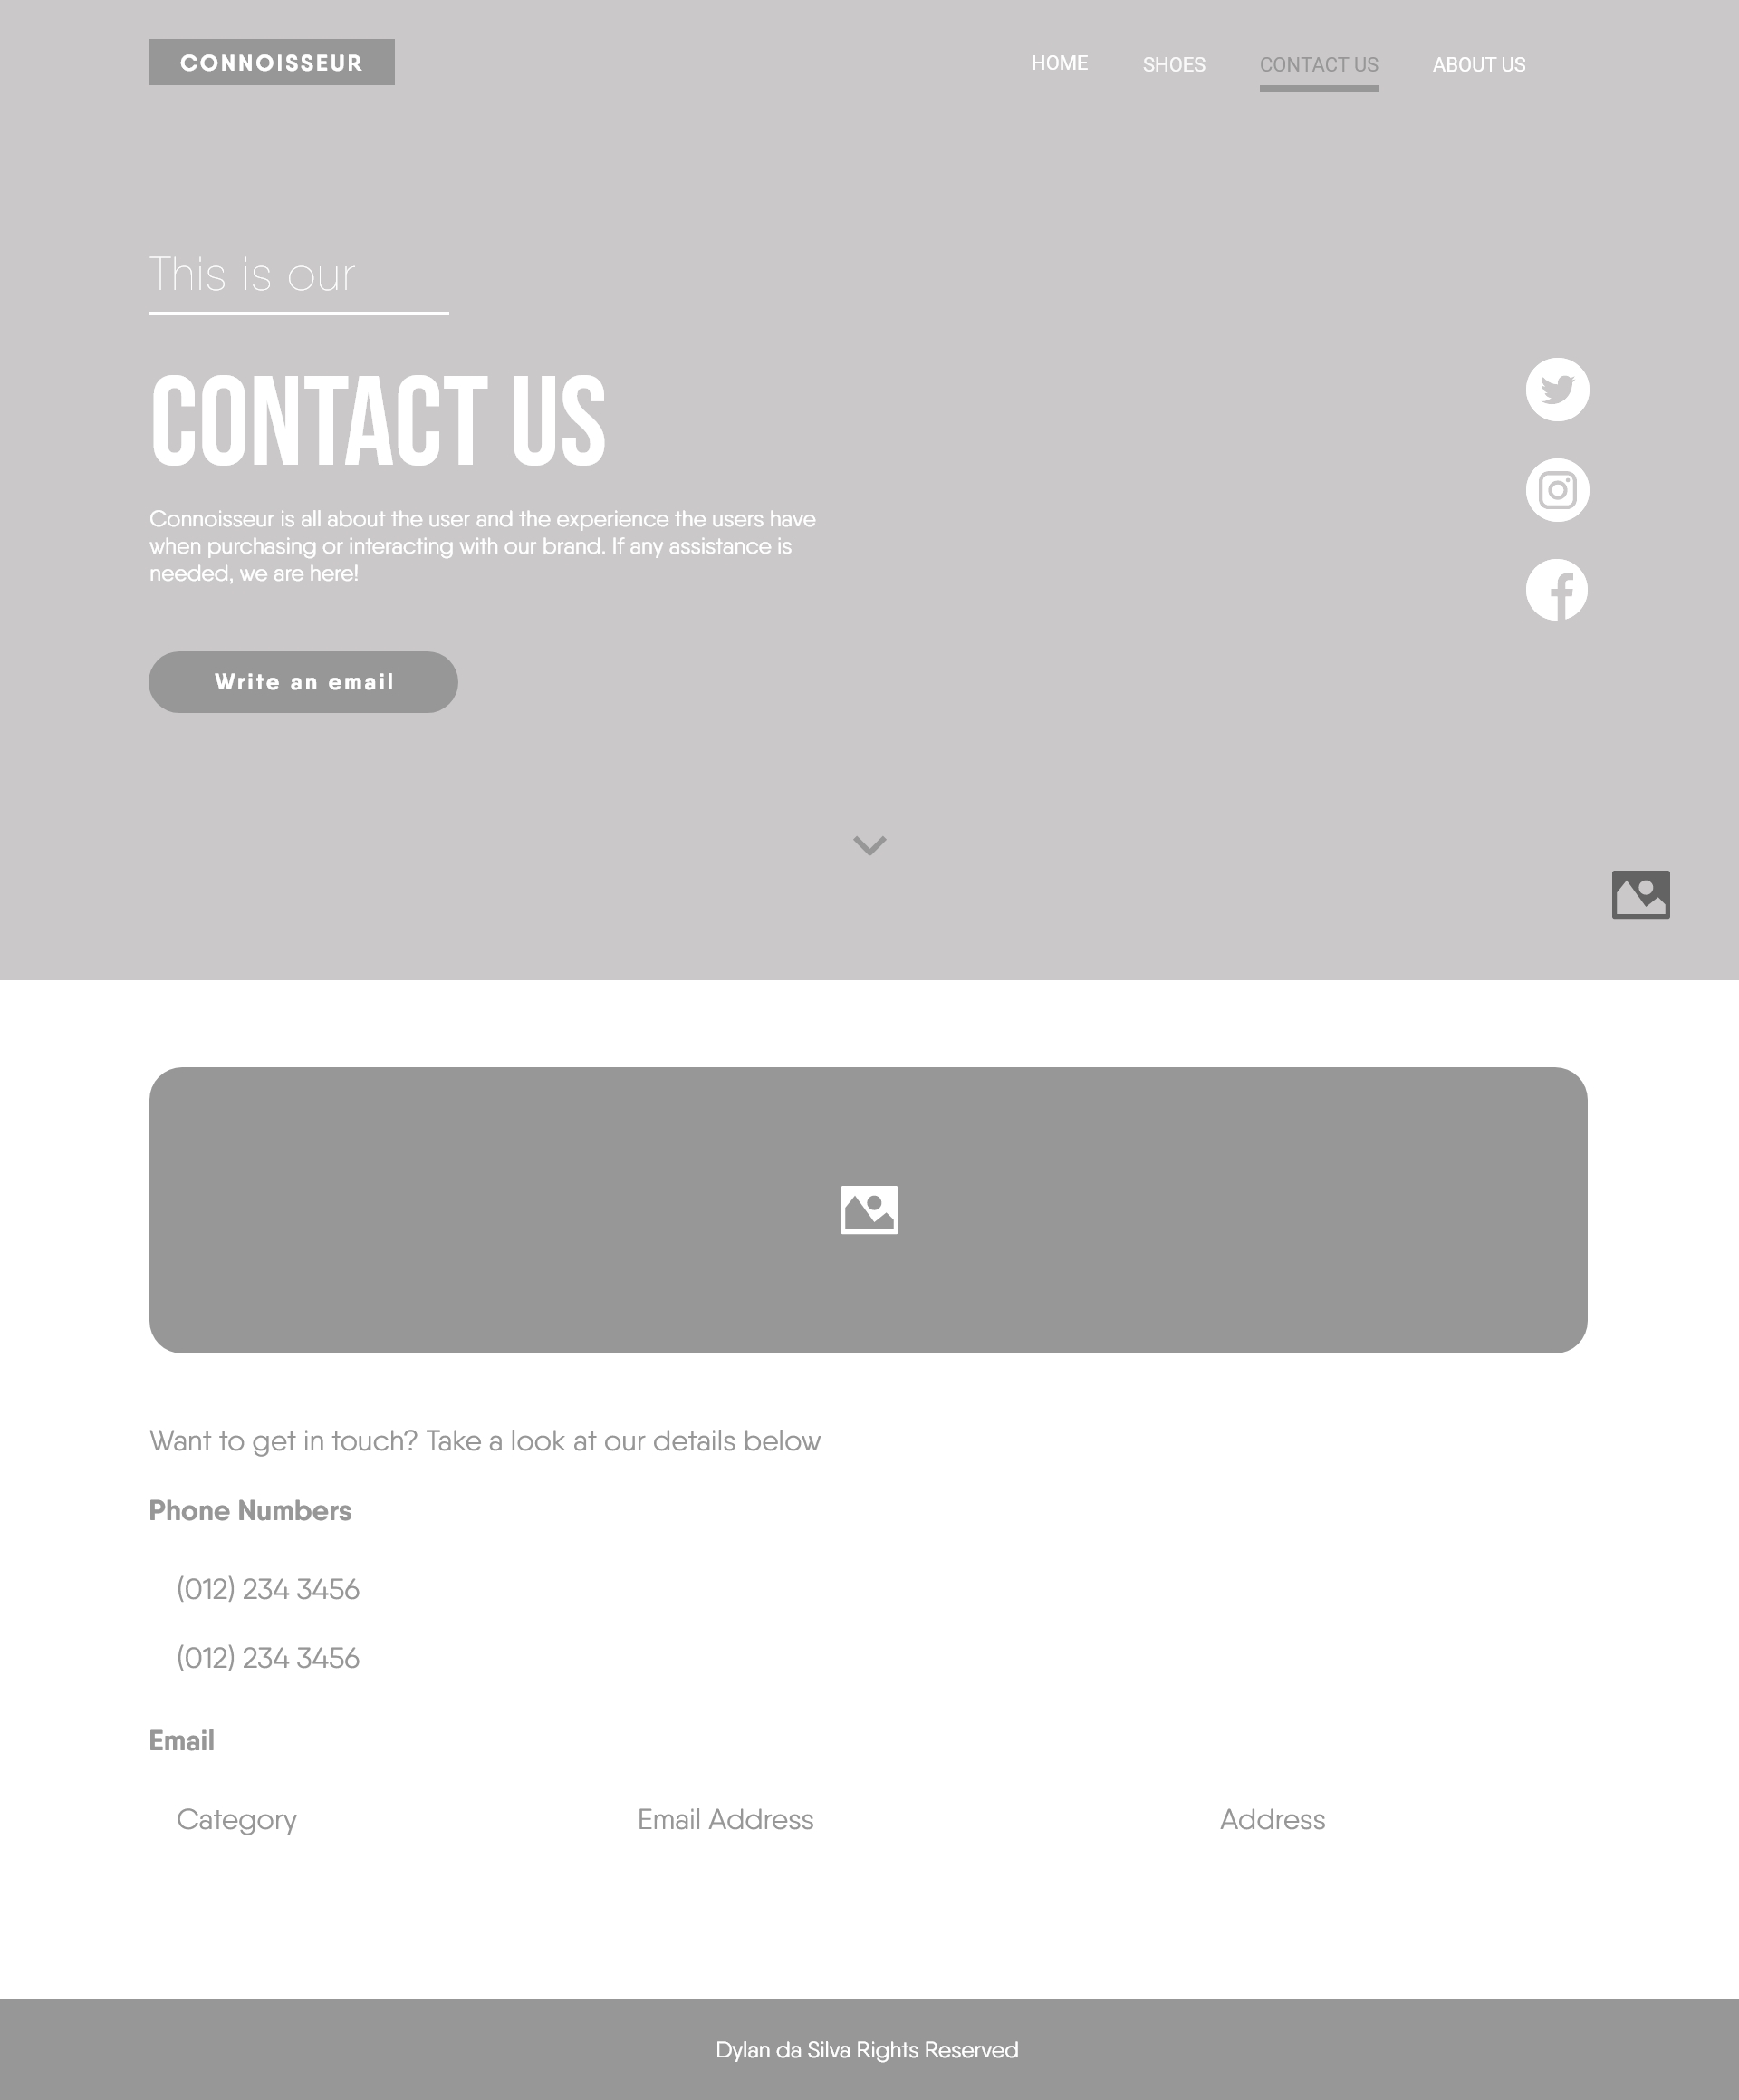 CONNOISSEUR
HOME SHOES CONTACT US ABOUT US
This is our
CONTACT US
Connoisseur is all about the user and the experience the users have
when purchasing or interacting with our brand. If any assistance is
needed, we are here!
Write an email
Want to get in touch? Take a look at our details below
Phone Numbers
(012) 234 3456
(012) 234 3456
Email
Category Email Address Address
Dylan da Silva Rights Reserved